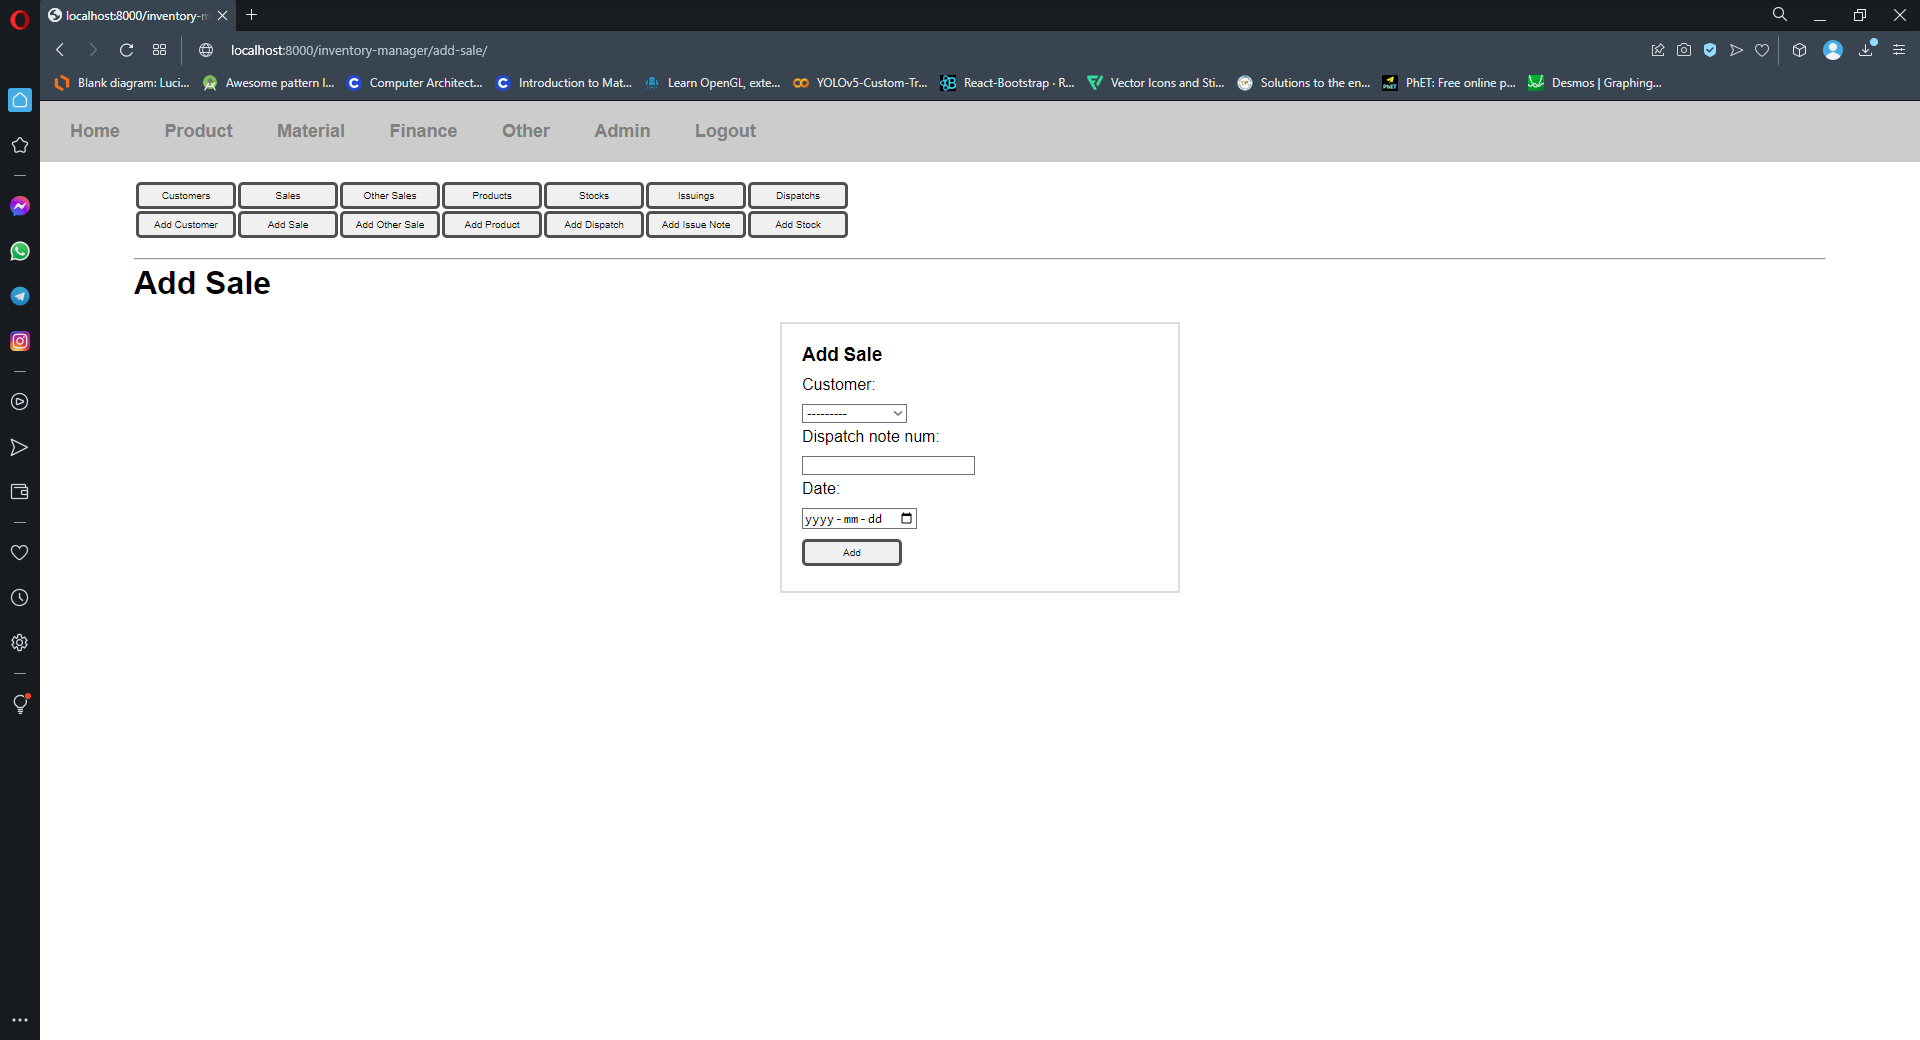 localhost:8000/inventory-m
localhost:8000/inventory-manager/add-sale/
Blank diagram: Luci... Awesome pattern l... Computer Architect... Introduction to Mat... Learn OpenGL, exte... YOLOv5-Custom-Tr... React-Bootstrap · R... Vector Icons and Sti... Solutions to the en... PhET: Free online p... Desmos | Graphing...
Home Product Material Finance Other Admin Logout
Customers Sales Other Sales Products Stocks Issuings Dispatchs
Add Customer Add Sale Add Other Sale Add Product Add Dispatch Add Issue Note Add Stock
Add Sale
Add Sale
Customer:
---------
Dispatch note num:
Date:
yyyy-mm-dd
Add